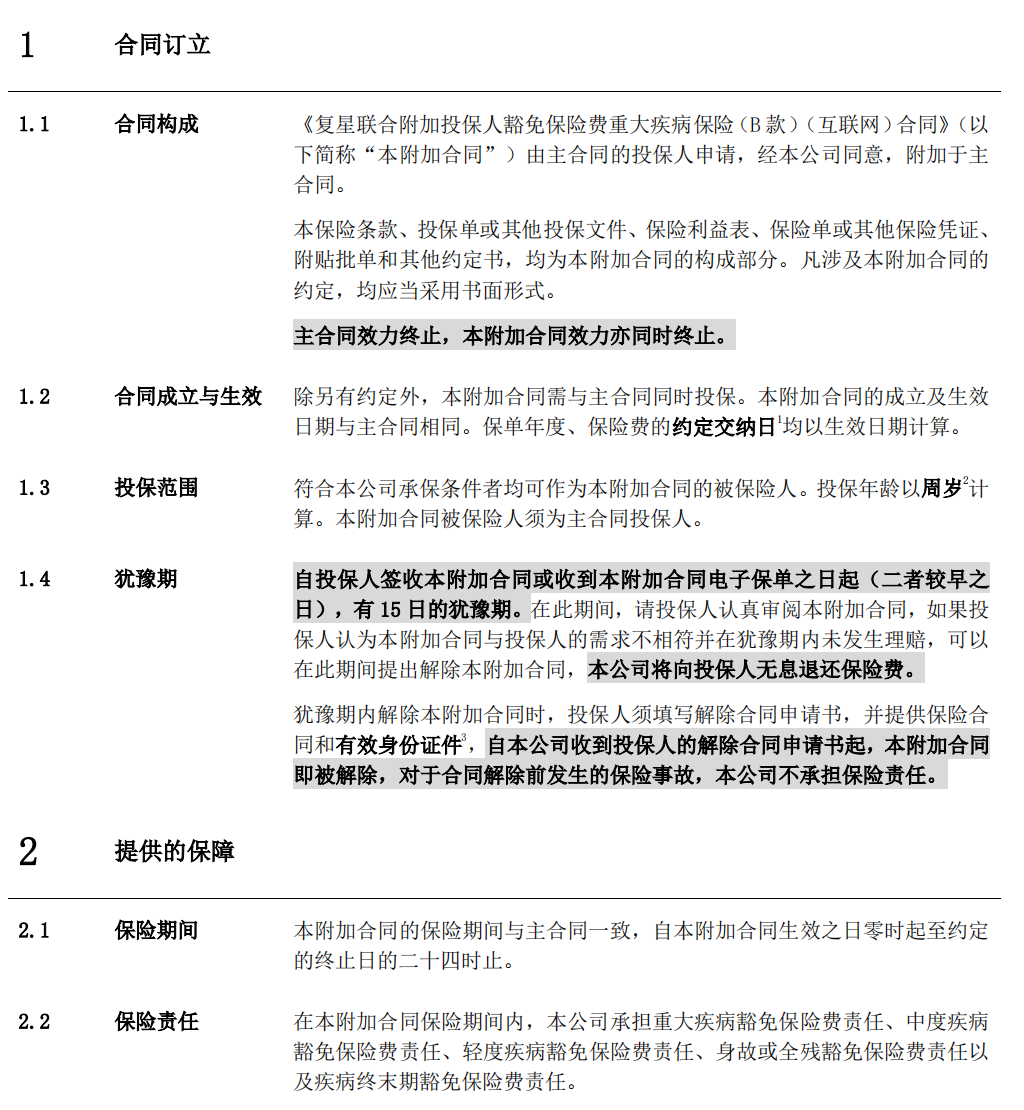 1 合同订立
1.1 合同构成 《复星联合附加投保人豁免保险费重大疾病保险（B 款）（互联网）合同》（以
下简称“本附加合同”）由主合同的投保人申请，经本公司同意，附加于主
合同。
本保险条款、投保单或其他投保文件、保险利益表、保险单或其他保险凭证、
附贴批单和其他约定书，均为本附加合同的构成部分。凡涉及本附加合同的
约定，均应当采用书面形式。
主合同效力终止，本附加合同效力亦同时终止。
1.2 合同成立与生效 除另有约定外，本附加合同需与主合同同时投保。本附加合同的成立及生效
日期与主合同相同。保单年度、保险费的约定交纳日1均以生效日期计算。
1.3 投保范围 符合本公司承保条件者均可作为本附加合同的被保险人。投保年龄以周岁2计
算。本附加合同被保险人须为主合同投保人。
1.4 犹豫期 自投保人签收本附加合同或收到本附加合同电子保单之日起（二者较早之
日），有 15 日的犹豫期。在此期间，请投保人认真审阅本附加合同，如果投
保人认为本附加合同与投保人的需求不相符并在犹豫期内未发生理赔，可以
在此期间提出解除本附加合同，本公司将向投保人无息退还保险费。
犹豫期内解除本附加合同时，投保人须填写解除合同申请书，并提供保险合
同和有效身份证件3，自本公司收到投保人的解除合同申请书起，本附加合同
即被解除，对于合同解除前发生的保险事故，本公司不承担保险责任。
2 提供的保障
2.1 保险期间 本附加合同的保险期间与主合同一致，自本附加合同生效之日零时起至约定
的终止日的二十四时止。
2.2 保险责任 在本附加合同保险期间内，本公司承担重大疾病豁免保险费责任、中度疾病
豁免保险费责任、轻度疾病豁免保险费责任、身故或全残豁免保险费责任以
及疾病终末期豁免保险费责任。